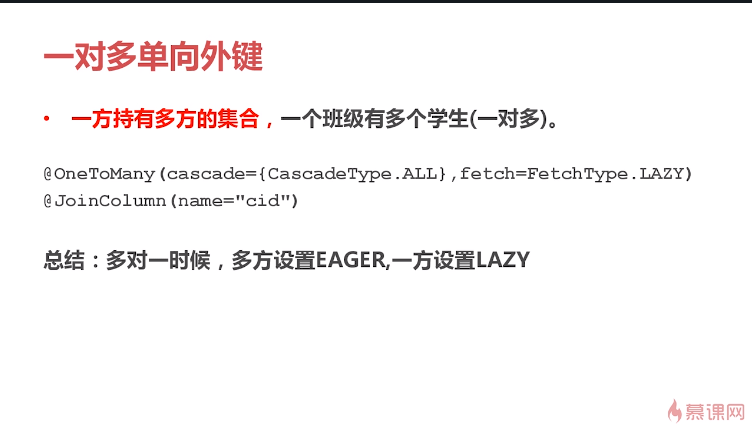 一对多单向外键
• 一方持有多方的集合，一个班级有多个学生(一对多)。
@OneToMany(cascade={CascadeType.ALL},fetch=FetchType.LAZY)
@JoinColumn(name="cid")
总结：多对一时候，多方设置EAGER,一方设置LAZY
慕课网